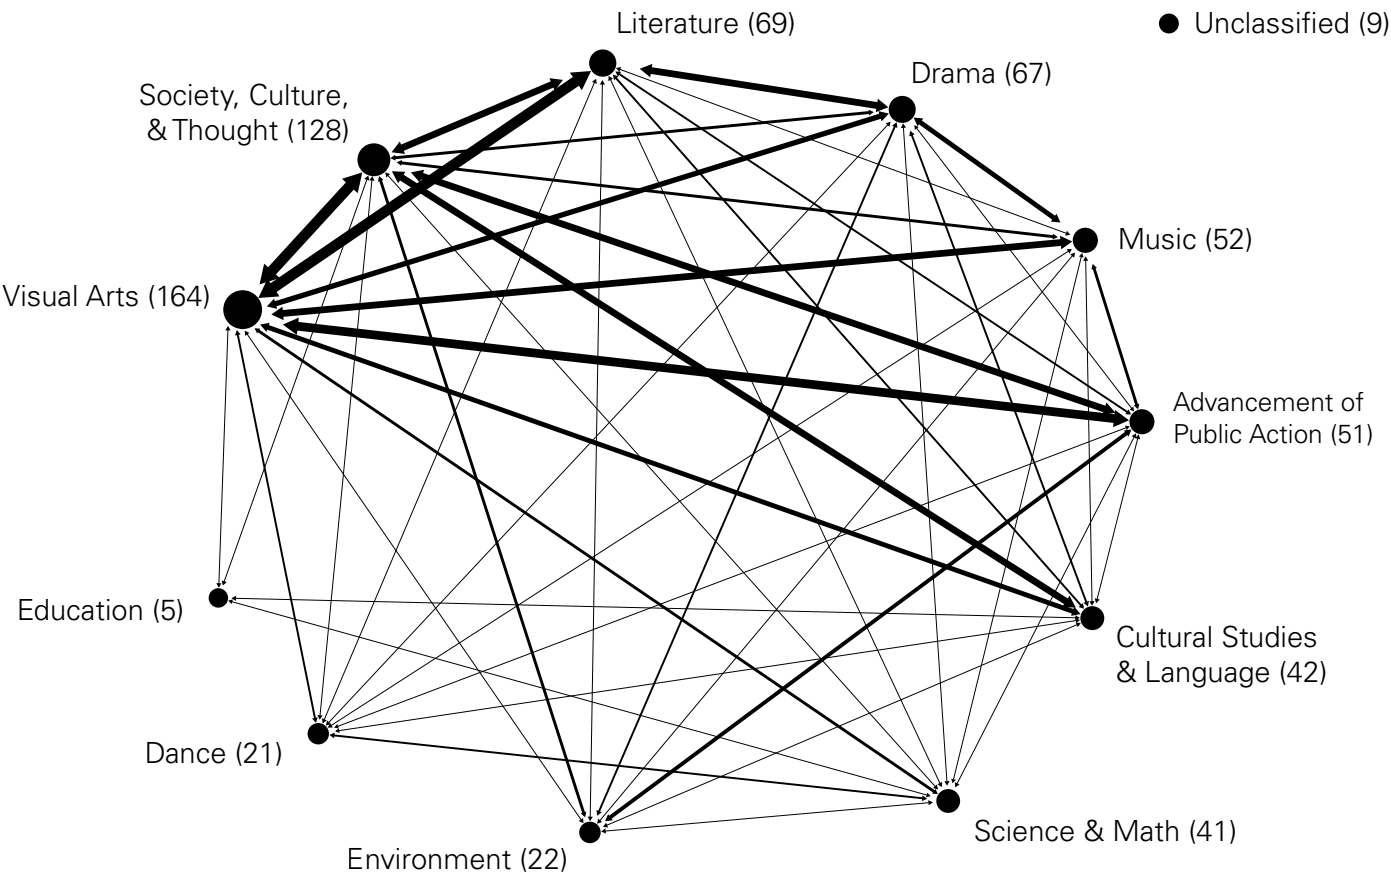 Literature (69)
Unclassified (9)
Drama (67)
Society, Culture,
& Thought (128)
Music (52)
Visual Arts (164)
Advancement of
Public Action (51)
Education (5)
Cultural Studies
& Language (42)
Dance (21)
Science & Math (41)
Environment (22)